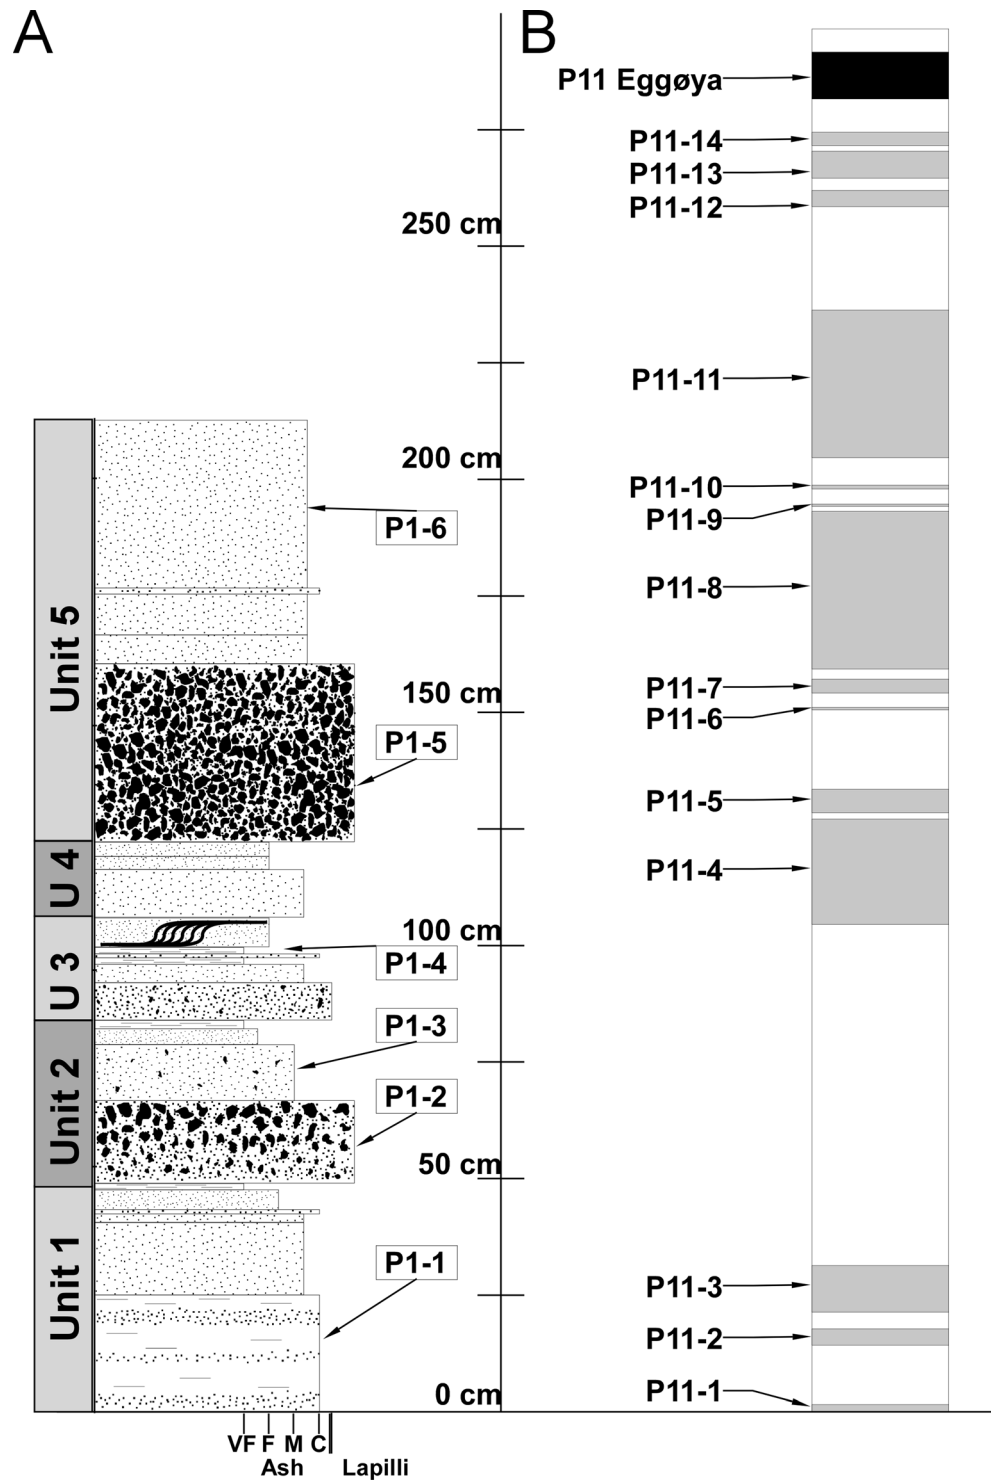 A
B
P11 Eggøya
P11-14
P11-13
P11-12
250 cm
P11-11
200 cm
P11-10
P11-9
P1-6
P11-8
Unit 5
150 cm
P11-7
P11-6
P1-5
P11-5
P11-4
U 4
100 cm
P1-4
U 3
P1-3
Unit 2
P1-2
50 cm
Unit 1
P1-1
P11-3
P11-2
P11-1
0 cm
VF F M C
Ash Lapilli